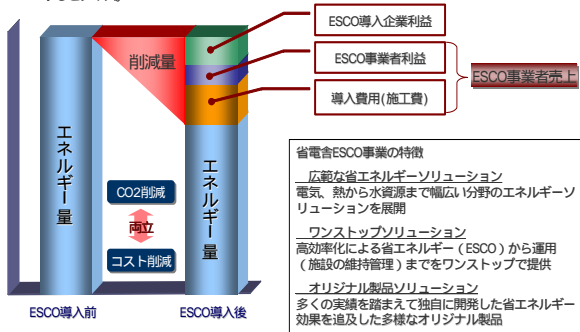 ESCO導入企業利益
ESCO事業者利益
導入費用(施工費)
ESCO事業者売上
削減量
エネルギー量
エネルギー量
CO2削減
両立
コスト削減
ESCO導入前
ESCO導入後
省電舎ESCO事業の特徴
広範な省エネルギーソリューション
電気、熱から水資源まで幅広い分野のエネルギーソ
リューションを展開
ワンストップソリューション
高効率化による省エネルギー（ESCO）から運用
（施設の維持管理）までをワンストップで提供
オリジナル製品ソリューション
多くの実績を踏まえて独自に開発した省エネルギー
効果を追及した多様なオリジナル製品